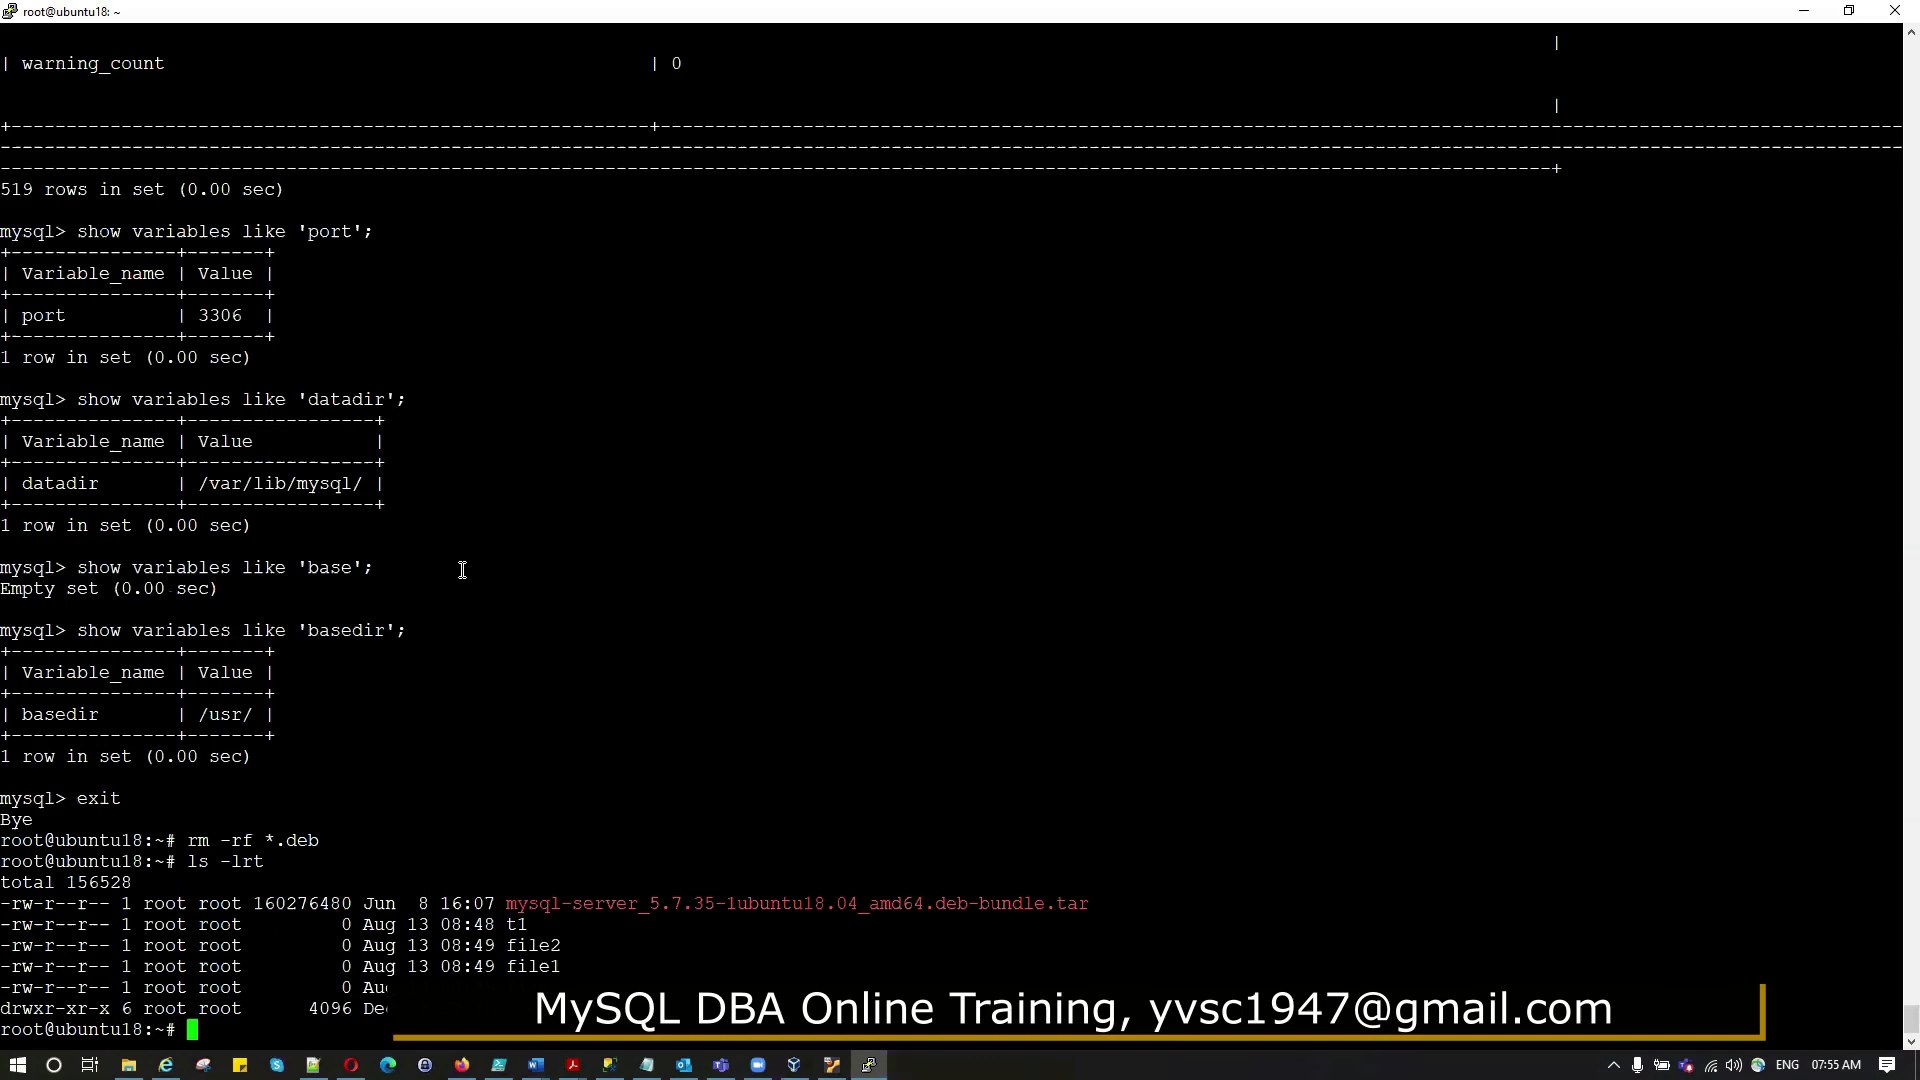 root@ubuntu18: ~
|
| warning_count | 0
|
519 rows in set (0.00 sec)
mysql> show variables like 'port';
+---------------+-------+
| Variable_name | Value |
+---------------+-------+
| port | 3306 |
+---------------+-------+
1 row in set (0.00 sec)
mysql> show variables like 'datadir';
+---------------+-----------------+
| Variable_name | Value |
+---------------+-----------------+
| datadir | /var/lib/mysql/ |
+---------------+-----------------+
1 row in set (0.00 sec)
mysql> show variables like 'base';
Empty set (0.00 sec)
mysql> show variables like 'basedir';
+---------------+-------+
| Variable_name | Value |
+---------------+-------+
| basedir | /usr/ |
+---------------+-------+
1 row in set (0.00 sec)
mysql> exit
Bye
root@ubuntu18:~# rm -rf *.deb
root@ubuntu18:~# ls -lrt
total 156528
-rw-r--r-- 1 root root 160276480 Jun 8 16:07 mysql-server_5.7.35-1ubuntu18.04_amd64.deb-bundle.tar
-rw-r--r-- 1 root root 0 Aug 13 08:48 t1
-rw-r--r-- 1 root root 0 Aug 13 08:49 file2
-rw-r--r-- 1 root root 0 Aug 13 08:49 file1
-rw-r--r-- 1 root root 0
drwxr-xr-x 6 root root 4096
root@ubuntu18:~#
MySQL DBA Online Training, yvsc1947@gmail.com
ENG 07:55 AM